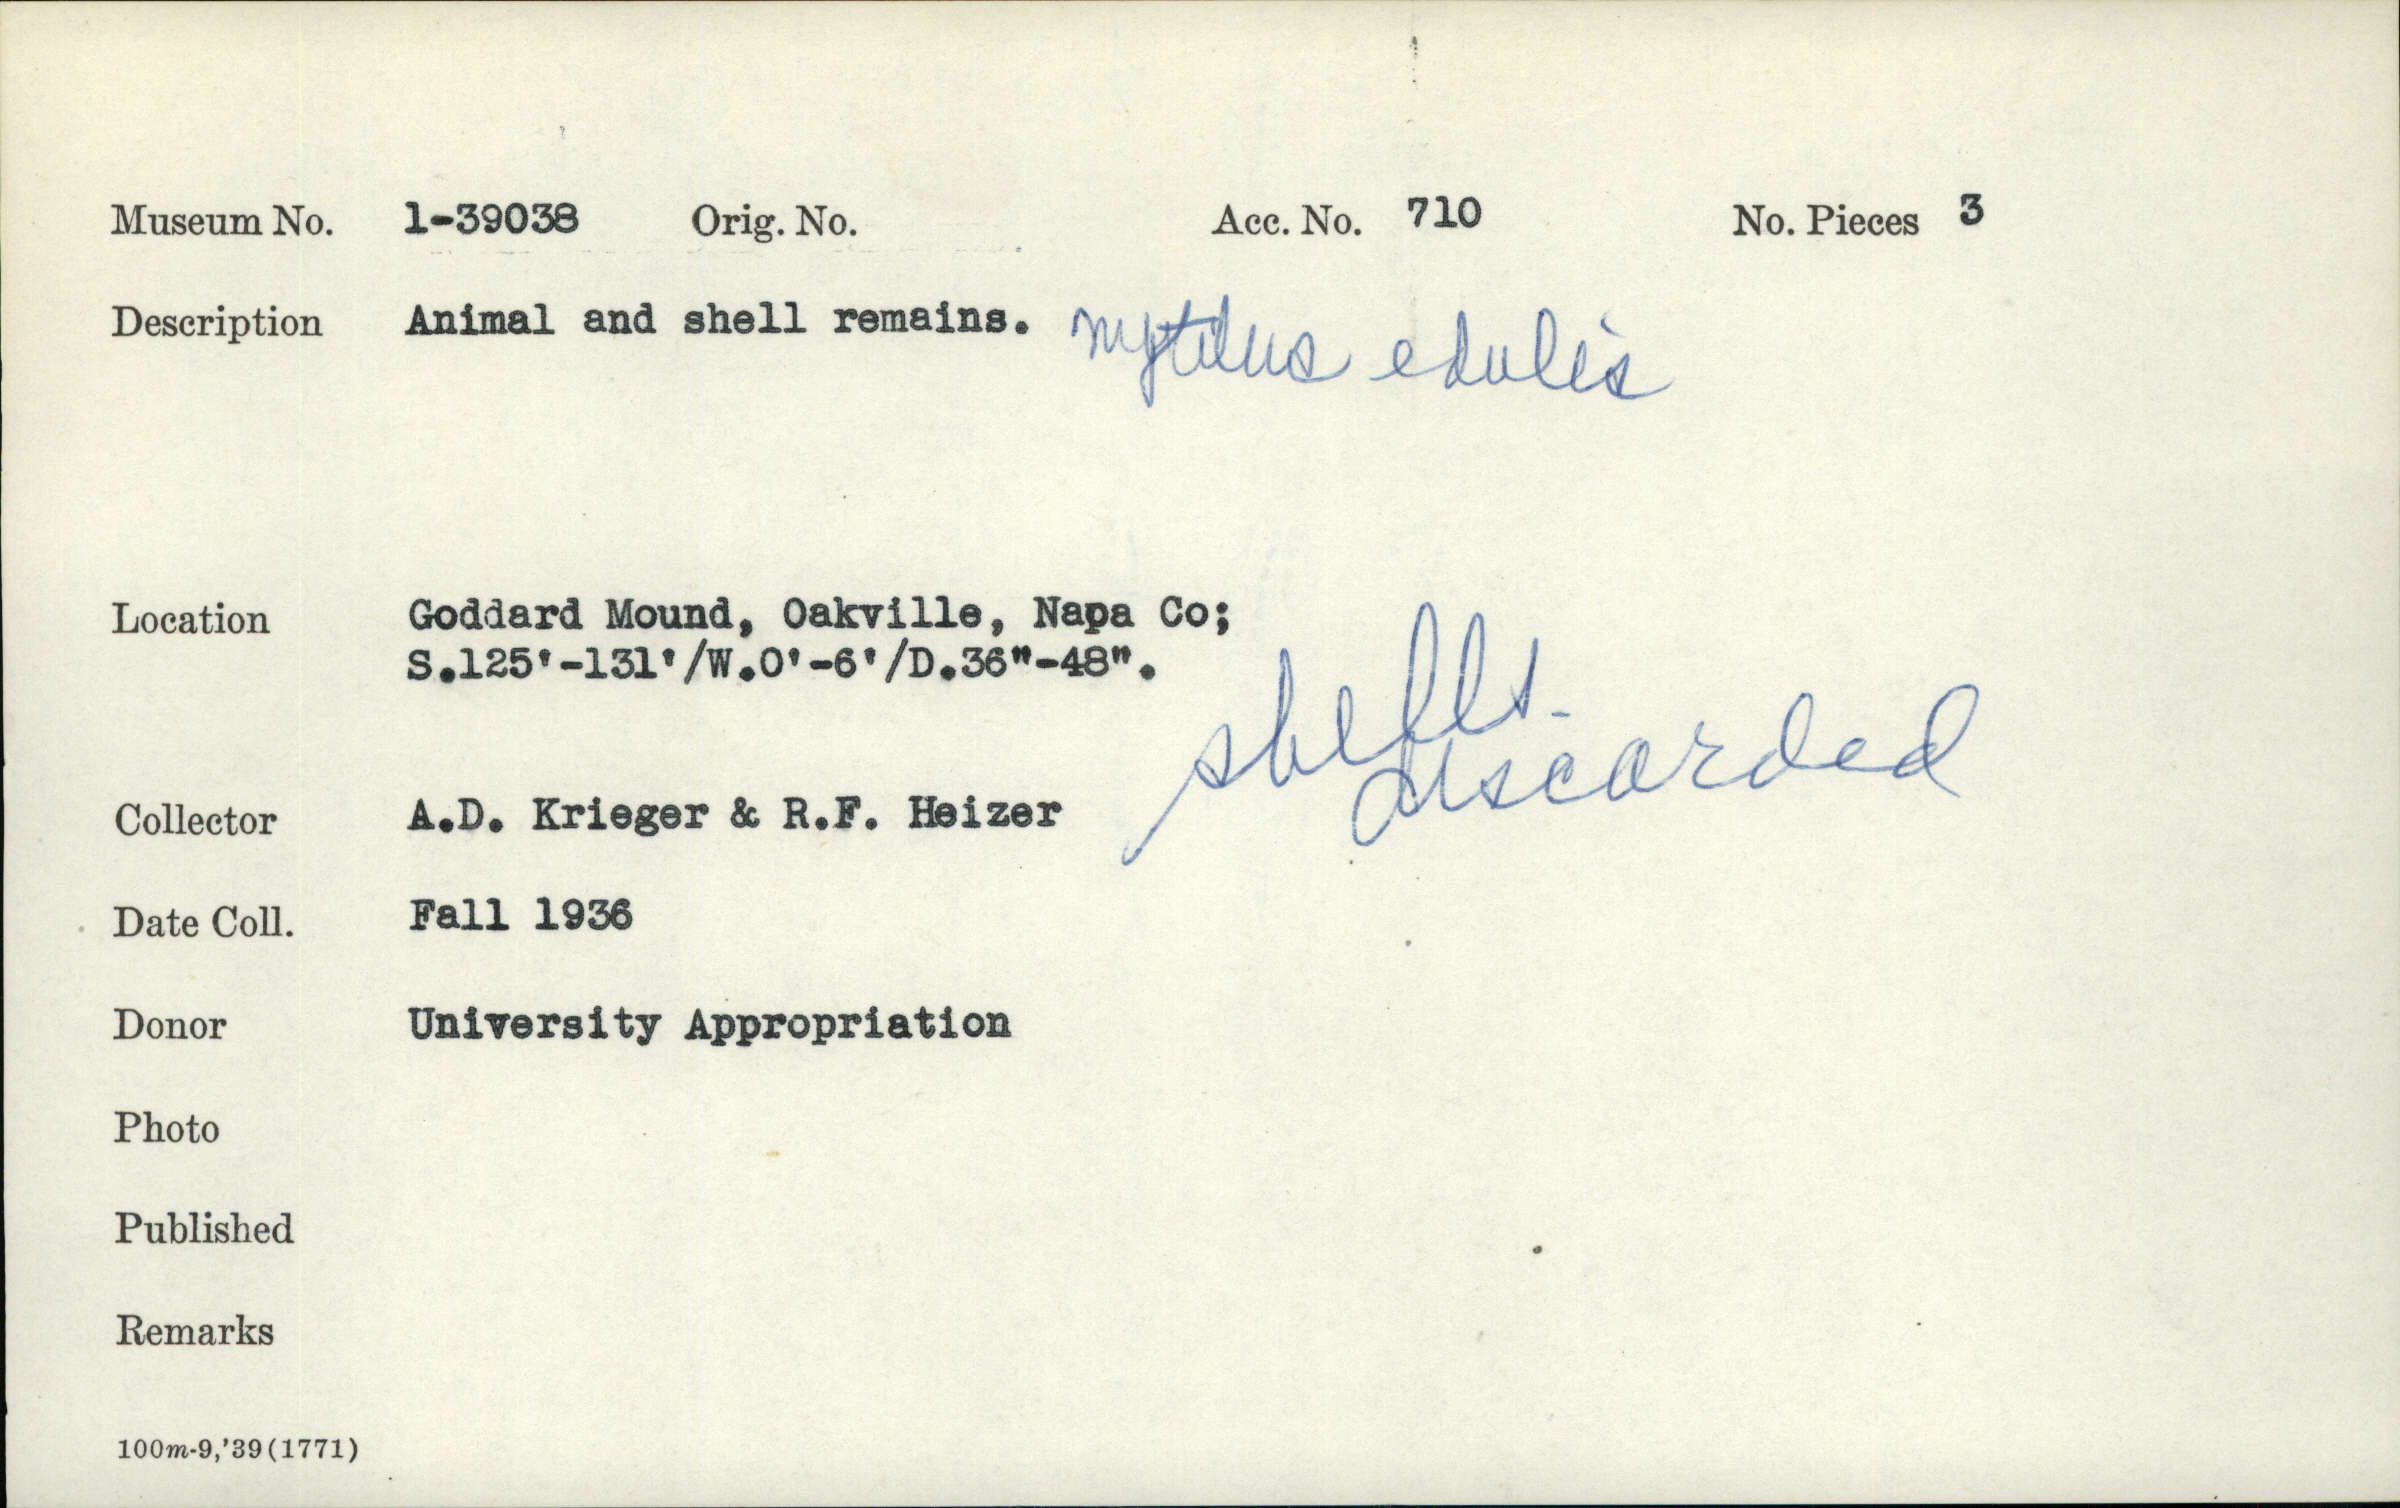 Museum No. 1-39038 Orig. No. Acc. No. 710 No. Pieces 3
Description Animal and shell remains. Mytilus edulis
Location Goddard Mound, Oakville, Napa Co;
S.125'-131'/W.0'-6'/D.36"-48".
shells
discarded
Collector A.D. Krieger & R.F. Heizer
Date Coll. Fall 1936
Donor University Appropriation
Photo
Published
Remarks
100m-9,'39(1771)